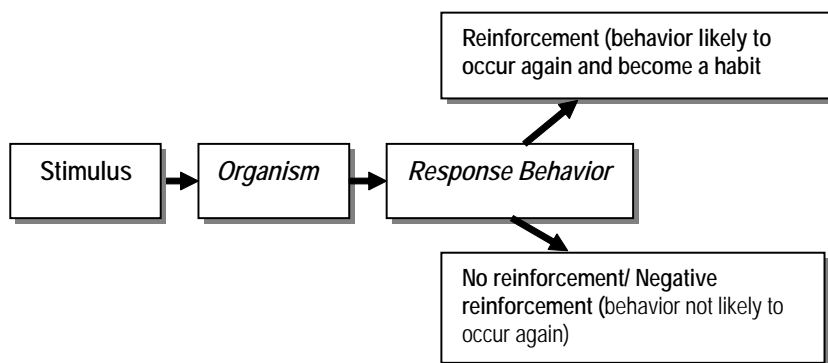 Reinforcement (behavior likely to
occur again and become a habit
Stimulus
Organism
Response Behavior
No reinforcement/ Negative
reinforcement (behavior not likely to
occur again)